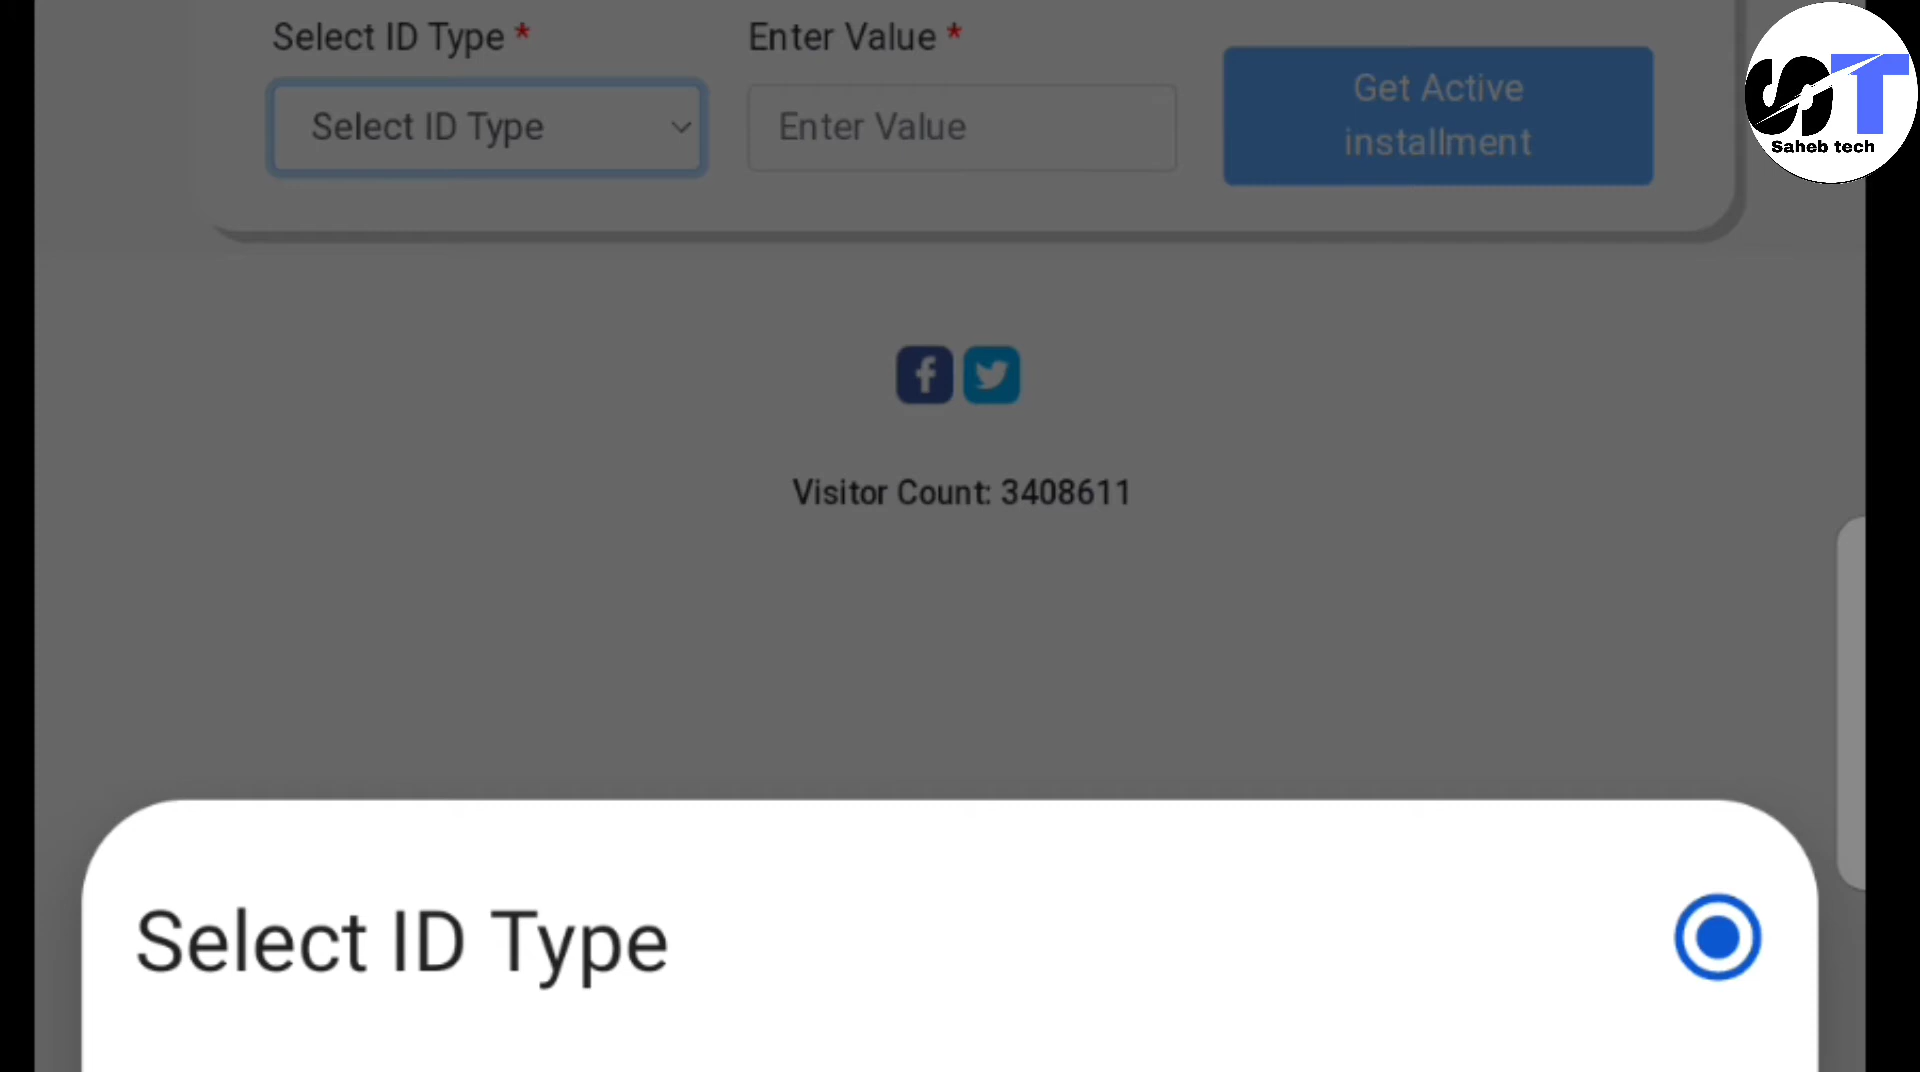 Select ID Type *
Enter Value *
Select ID Type
Enter Value
Get Active
installment
ST
Saheb tech
f
Visitor Count: 3408611
Select ID Type